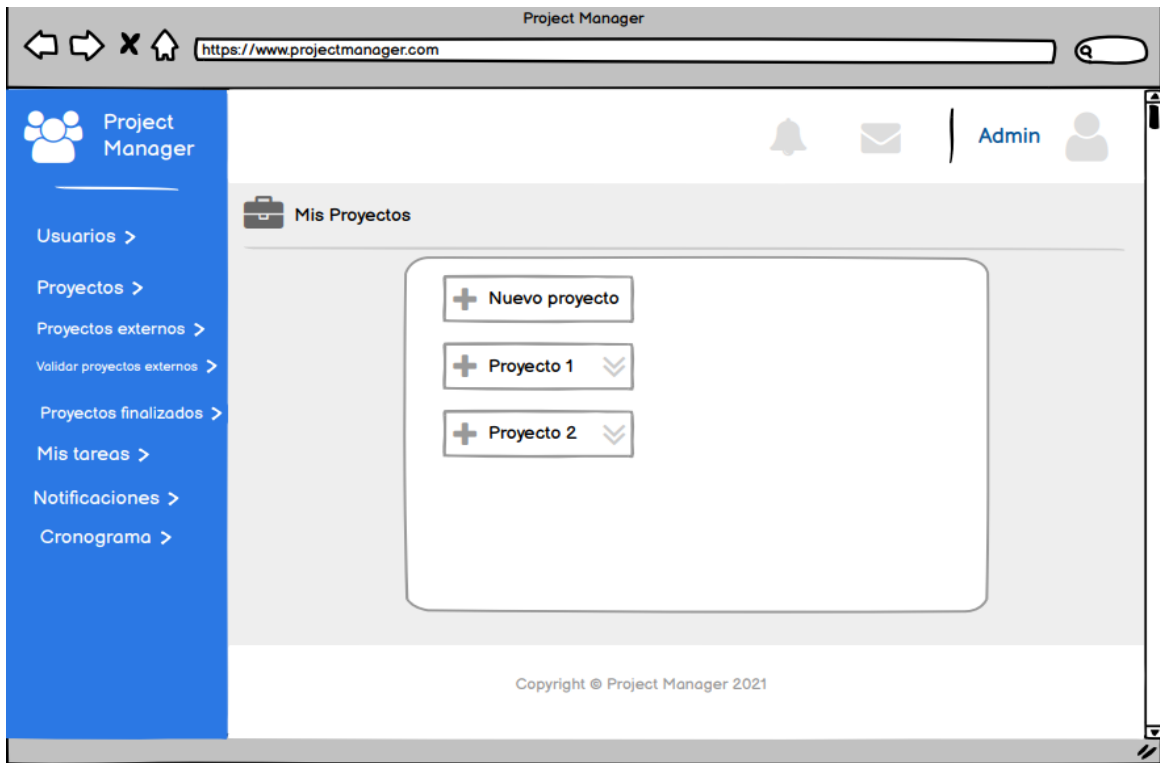 Project Manager
https://www.projectmanager.com
Project
Manager
Admin
Mis Proyectos
Usuarios >
Proyectos >
Proyectos externos >
Validar proyectos externos >
Proyectos finalizados >
Mis tareas >
Notificaciones >
Cronograma >
Nuevo proyecto
Proyecto 1
Proyecto 2
Copyright © Project Manager 2021